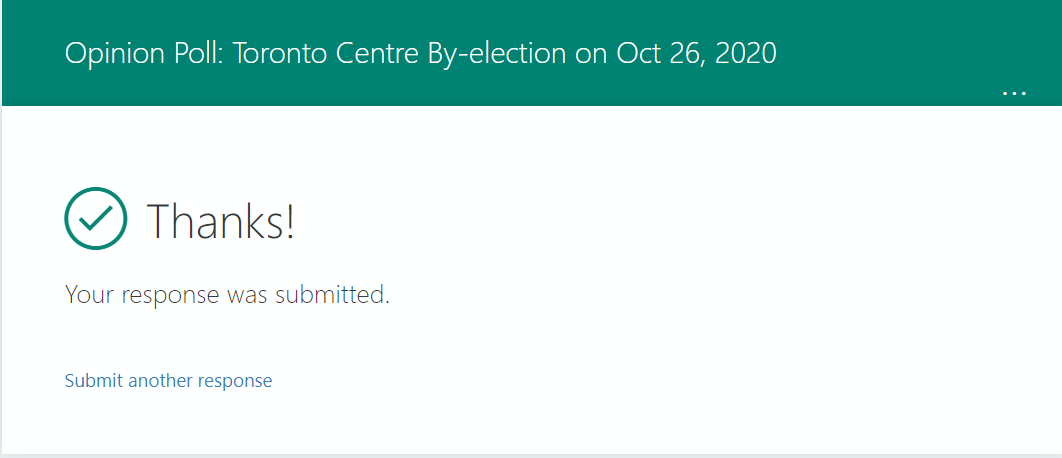 Opinion Poll: Toronto Centre By-election on Oct 26, 2020
...
Thanks!
Your response was submitted.
Submit another response